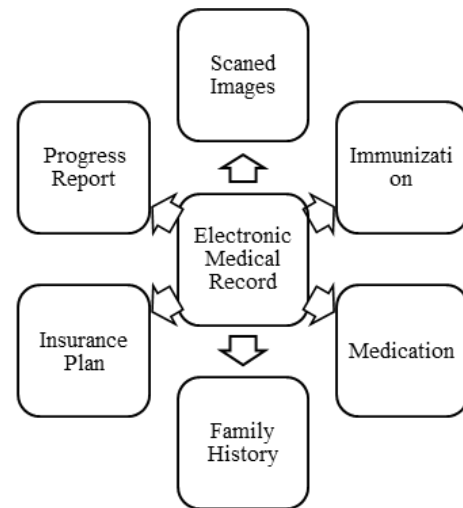 Scaned
Images
Progress
Report
Immunizati
on
Electronic
Medical
Record
Insurance
Plan
Medication
Family
History